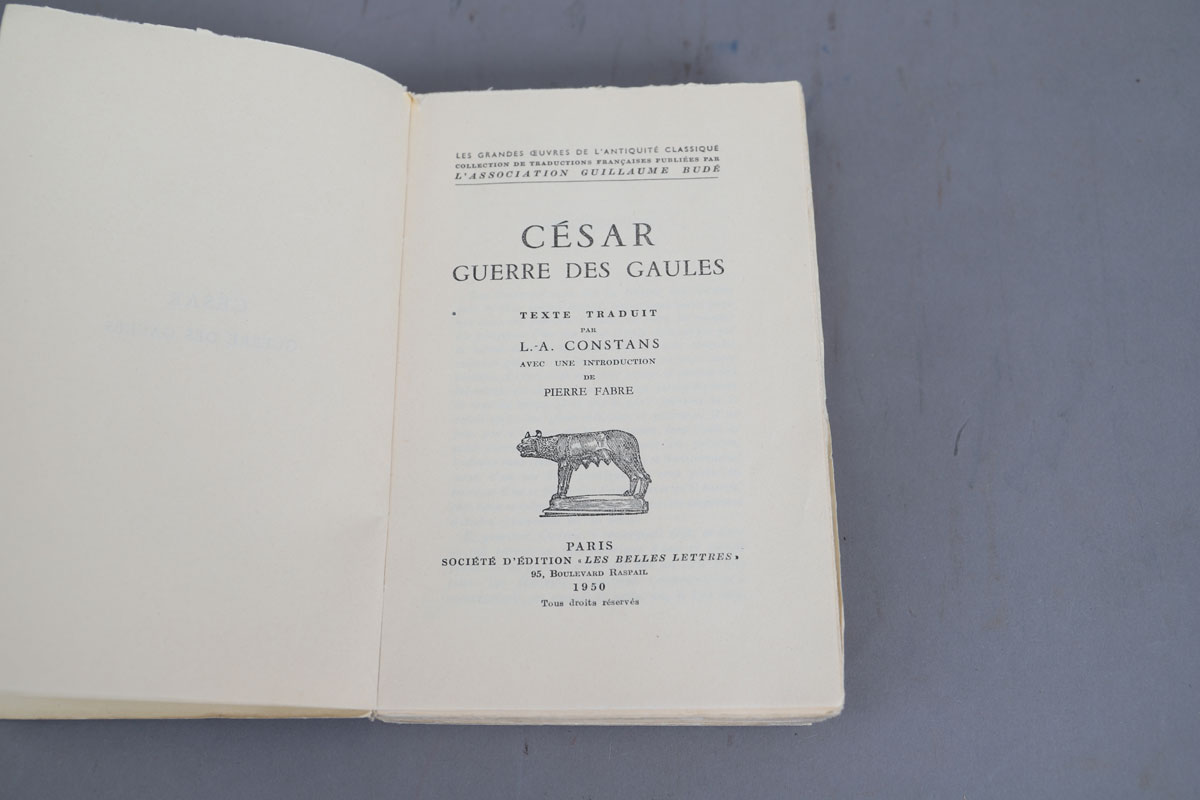 LES GRANDES ŒUVRES DE L'ANTIQUITÉ CLASSIQUE
COLLECTION DE TRADUCTIONS FRANÇAISES PUBLIÉES PAR
L'ASSOCIATION GUILLAUME BUDÉ
CÉSAR
GUERRE DES GAULES
TEXTE TRADUIT
PAR
L.-A. CONSTANS
AVEC UNE INTRODUCTION
DE
PIERRE FABRE
PARIS
SOCIÉTÉ D'ÉDITION « LES BELLES LETTRES »
95, BOULEVARD RASPAIL
1950
Tous droits réservés